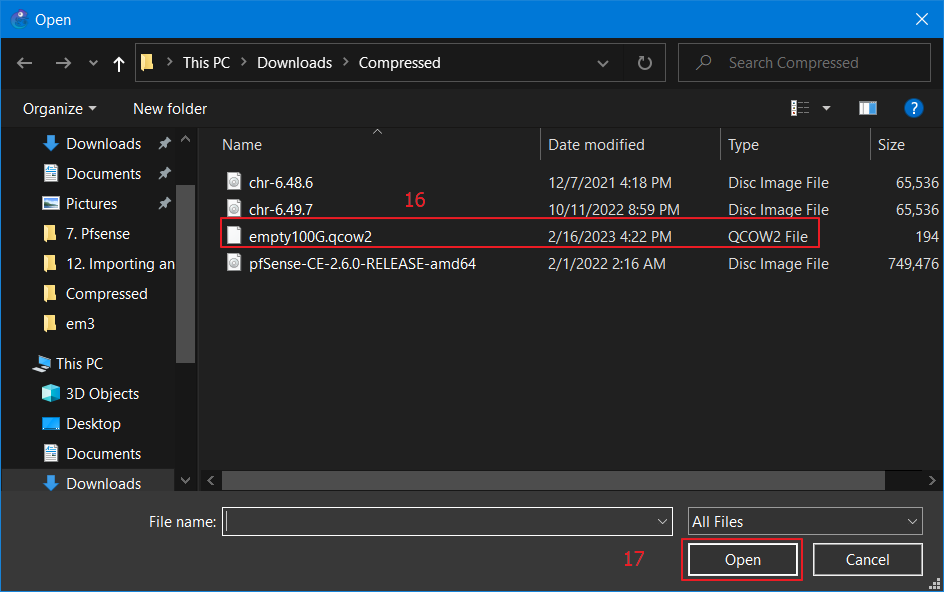 Open
This PC > Downloads > Compressed
Search Compressed
Organize
New folder
?
Downloads
Documents
Pictures
7. Pfsense
12. Importing an
Compressed
em3
This PC
3D Objects
Desktop
Documents
Downloads
Name Date modified Type Size
chr-6.48.6 12/7/2021 4:18 PM Disc Image File 65,536
16
chr-6.49.7 10/11/2022 8:59 PM Disc Image File 65,536
empty100G.qcow2 2/16/2023 4:22 PM QCOW2 File 194
pfSense-CE-2.6.0-RELEASE-amd64 2/1/2022 2:16 AM Disc Image File 749,476
File name:
All Files
17
Open
Cancel